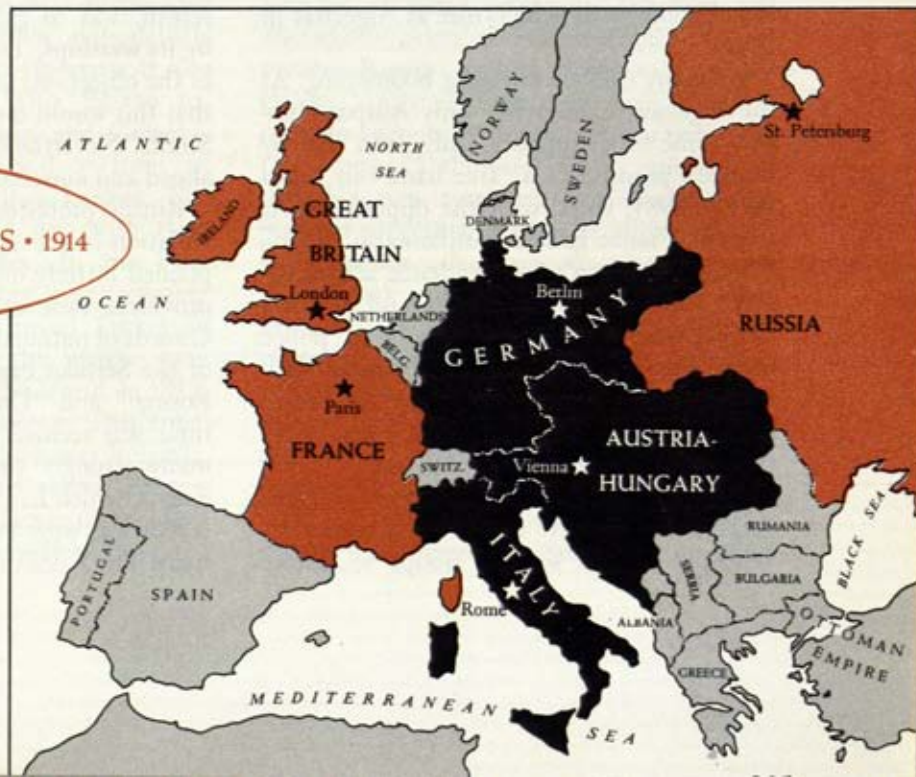 S • 1914
ATLANTIC
OCEAN
NORTH
SEA
NORWAY
SWEDEN
St. Petersburg
IRELAND
GREAT
BRITAIN
London
DENMARK
NETHERLANDS
BELG.
Berlin
GERMANY
RUSSIA
Paris
FRANCE
SWITZ.
Vienna
AUSTRIA-
HUNGARY
ITALY
Rome
PORTUGAL
SPAIN
RUMANIA
BLACK SEA
SERBIA
BULGARIA
ALBANIA
GREECE
OTTOMAN
EMPIRE
MEDITERRANEAN
SEA